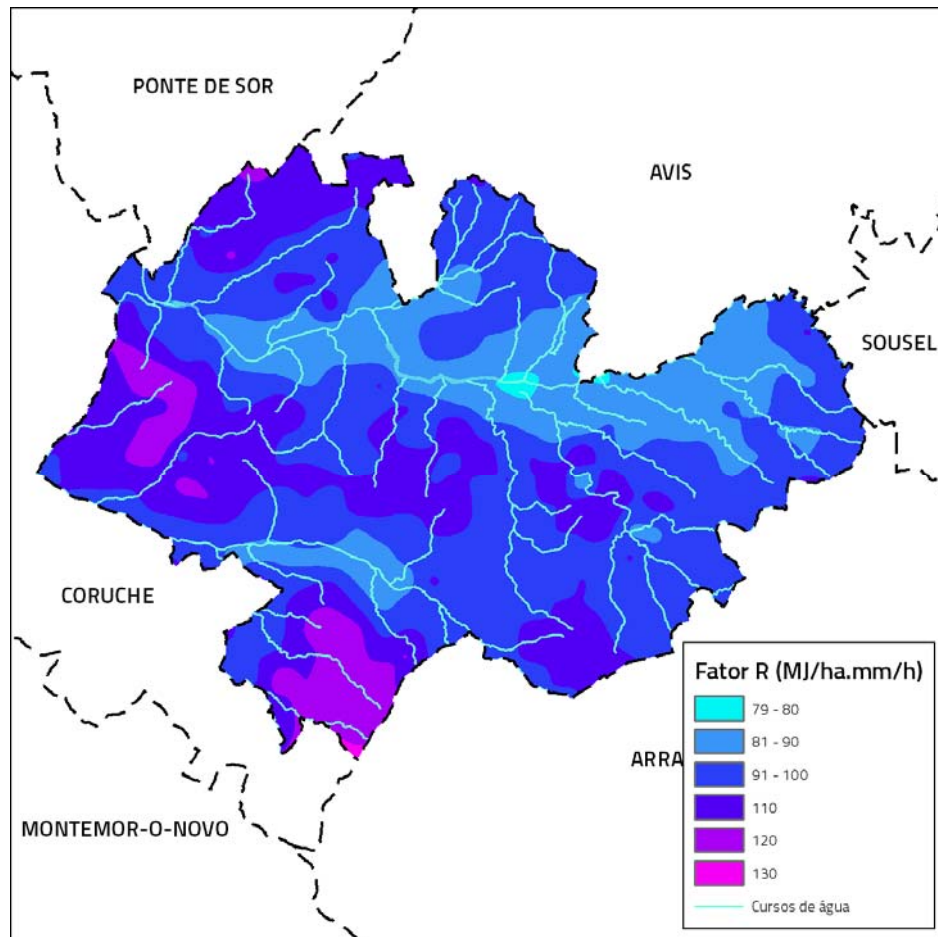 PONTE DE SOR
AVIS
SOUSEL
CORUCHE
ARRA
MONTEMOR-O-NOVO
Fator R (MJ/ha.mm/h)
79 - 80
81 - 90
91 - 100
110
120
130
Cursos de água